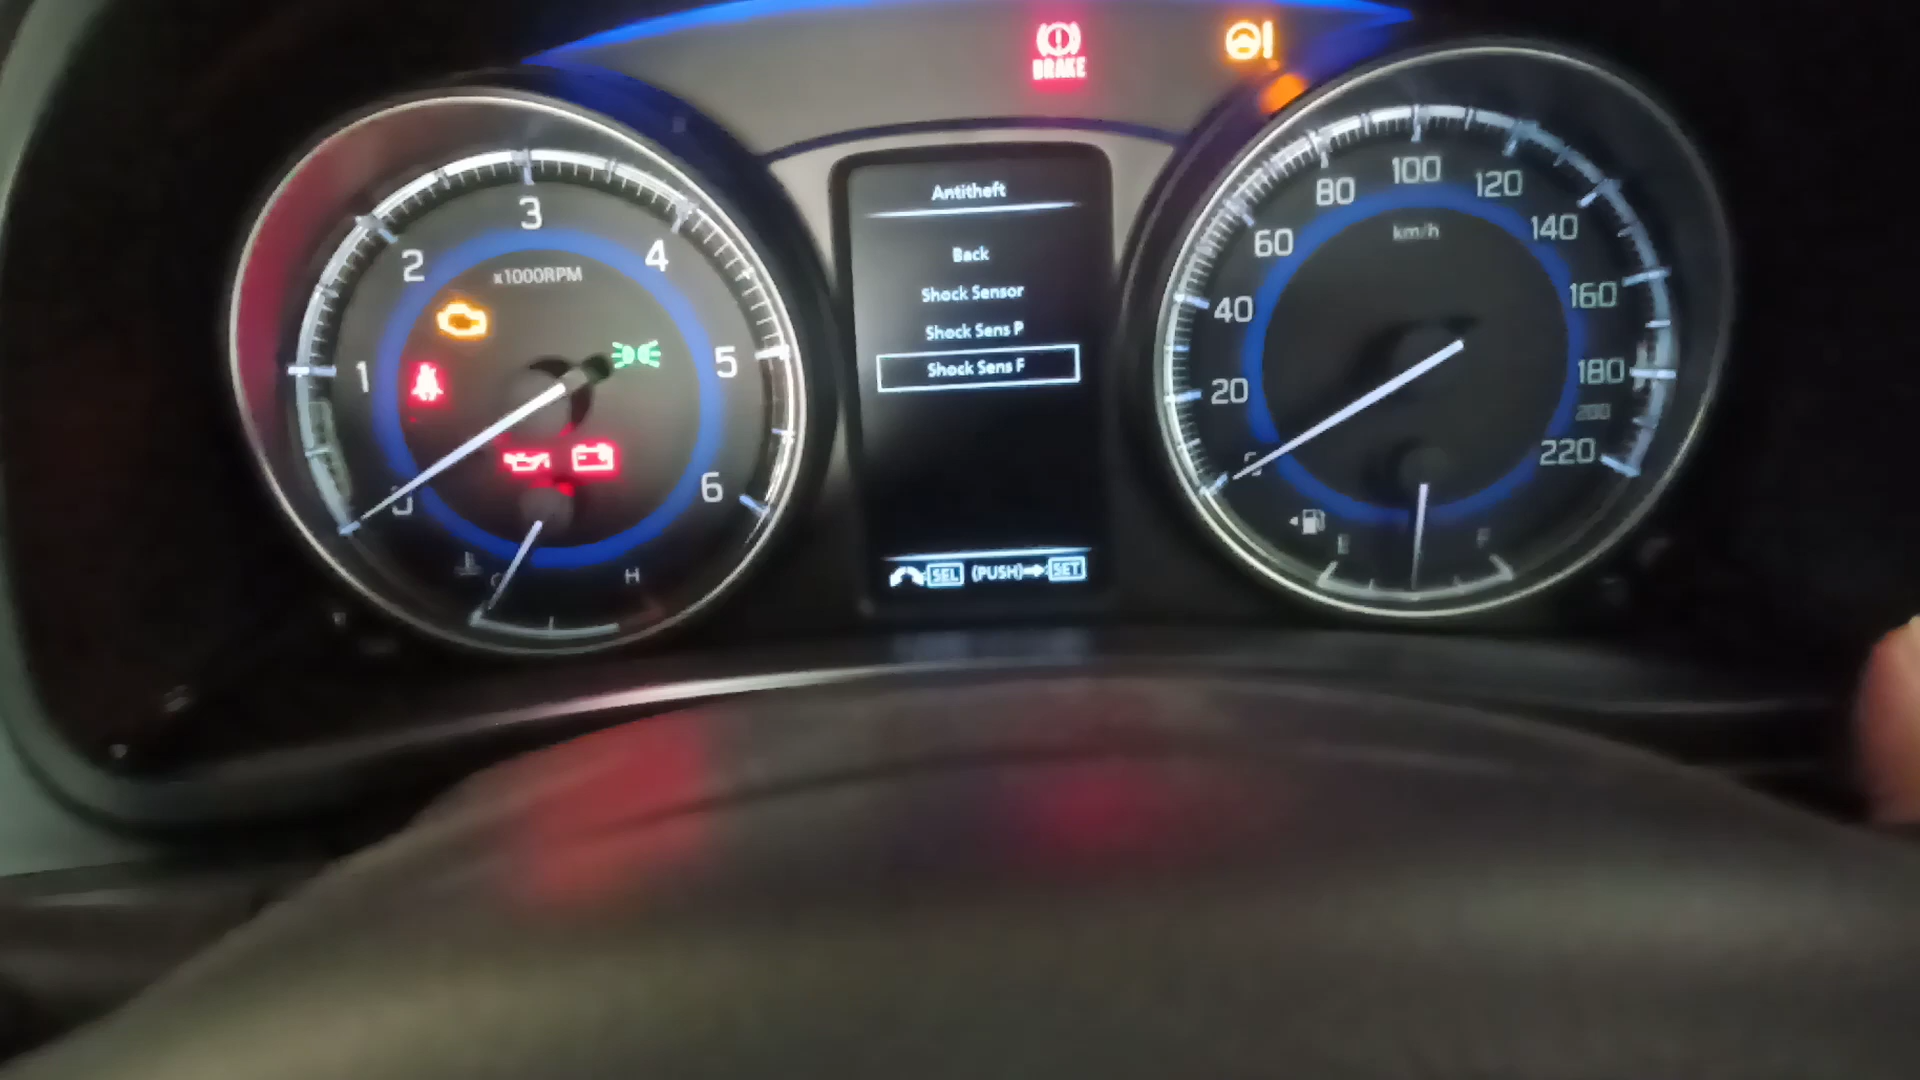 BRAKE
3
2
4
x1000RPM
1
5
6
H
Antitheft
Back
Shock Sensor
Shock Sens P
Shock Sens F
SEL (PUSH) SET
100
80
120
60
km/h
140
40
160
20
180
200
220
E
F